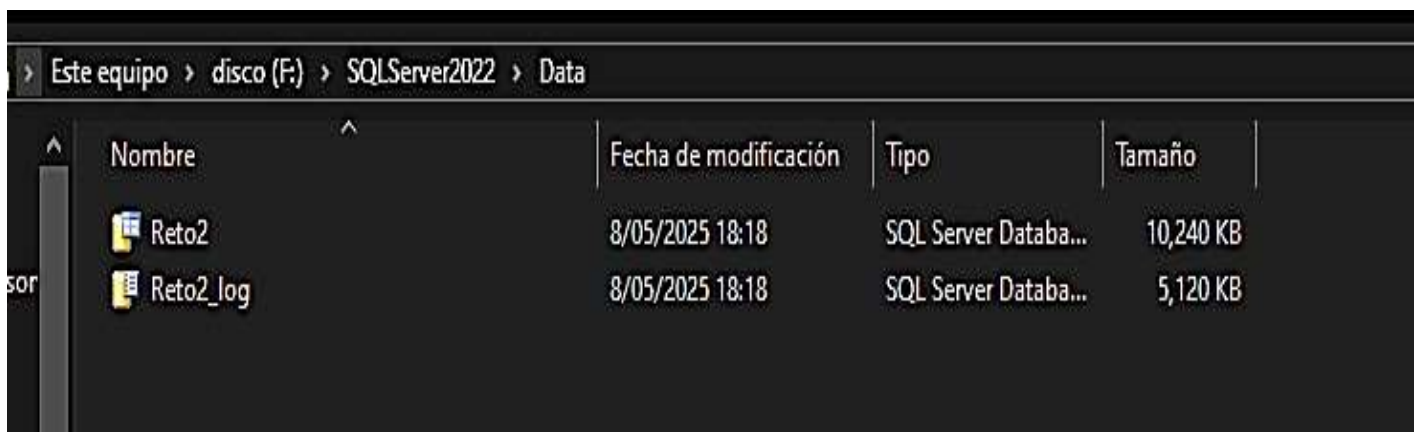 › Este equipo › disco (F:) › SQLServer2022 › Data
Nombre Fecha de modificación Tipo Tamaño
Reto2 8/05/2025 18:18 SQL Server Databa... 10,240 KB
sor Reto2_log 8/05/2025 18:18 SQL Server Databa... 5,120 KB